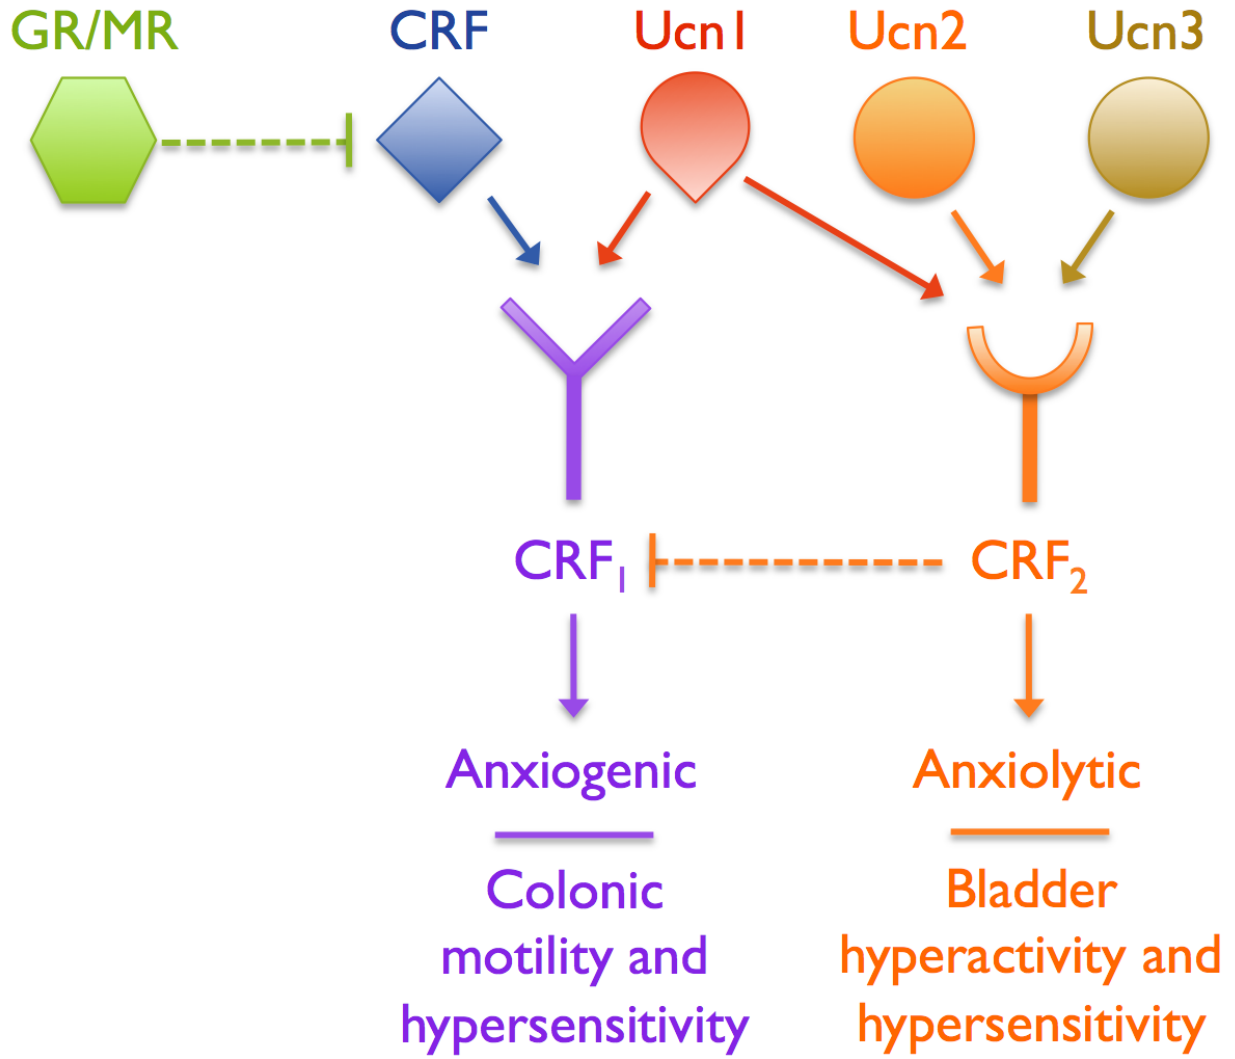 GR/MR
CRF
Ucn1
Ucn2
Ucn3
CRF1
CRF2
Anxiogenic
Anxiolytic
Colonic
motility and
hypersensitivity
Bladder
hyperactivity and
hypersensitivity